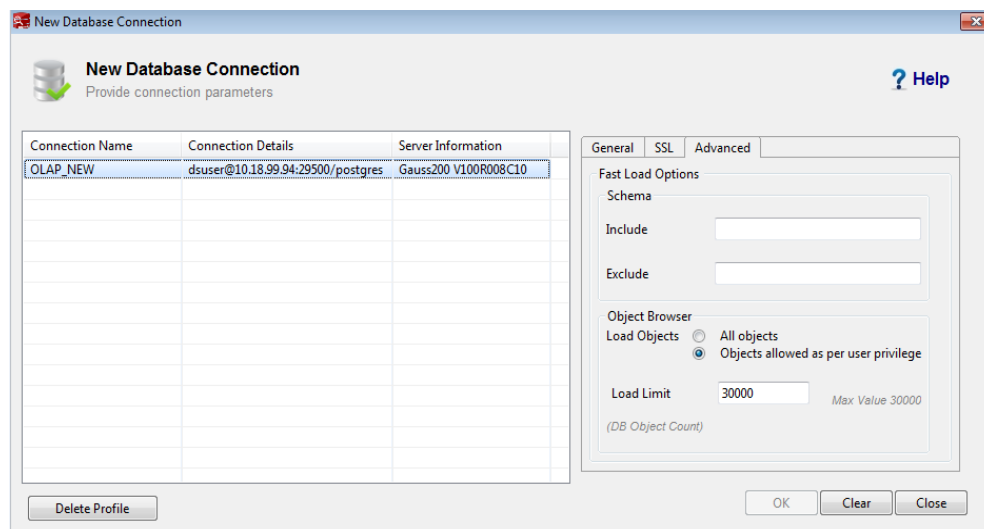 New Database Connection
New Database Connection
Provide connection parameters
? Help
Connection Name Connection Details Server Information
OLAP_NEW dsuser@10.18.99.94:29500/postgres Gauss200 V100R008C10
General SSL Advanced
Fast Load Options
Schema
Include
Exclude
Object Browser
Load Objects All objects
Objects allowed as per user privilege
Load Limit 30000 Max Value 30000
(DB Object Count)
Delete Profile OK Clear Close